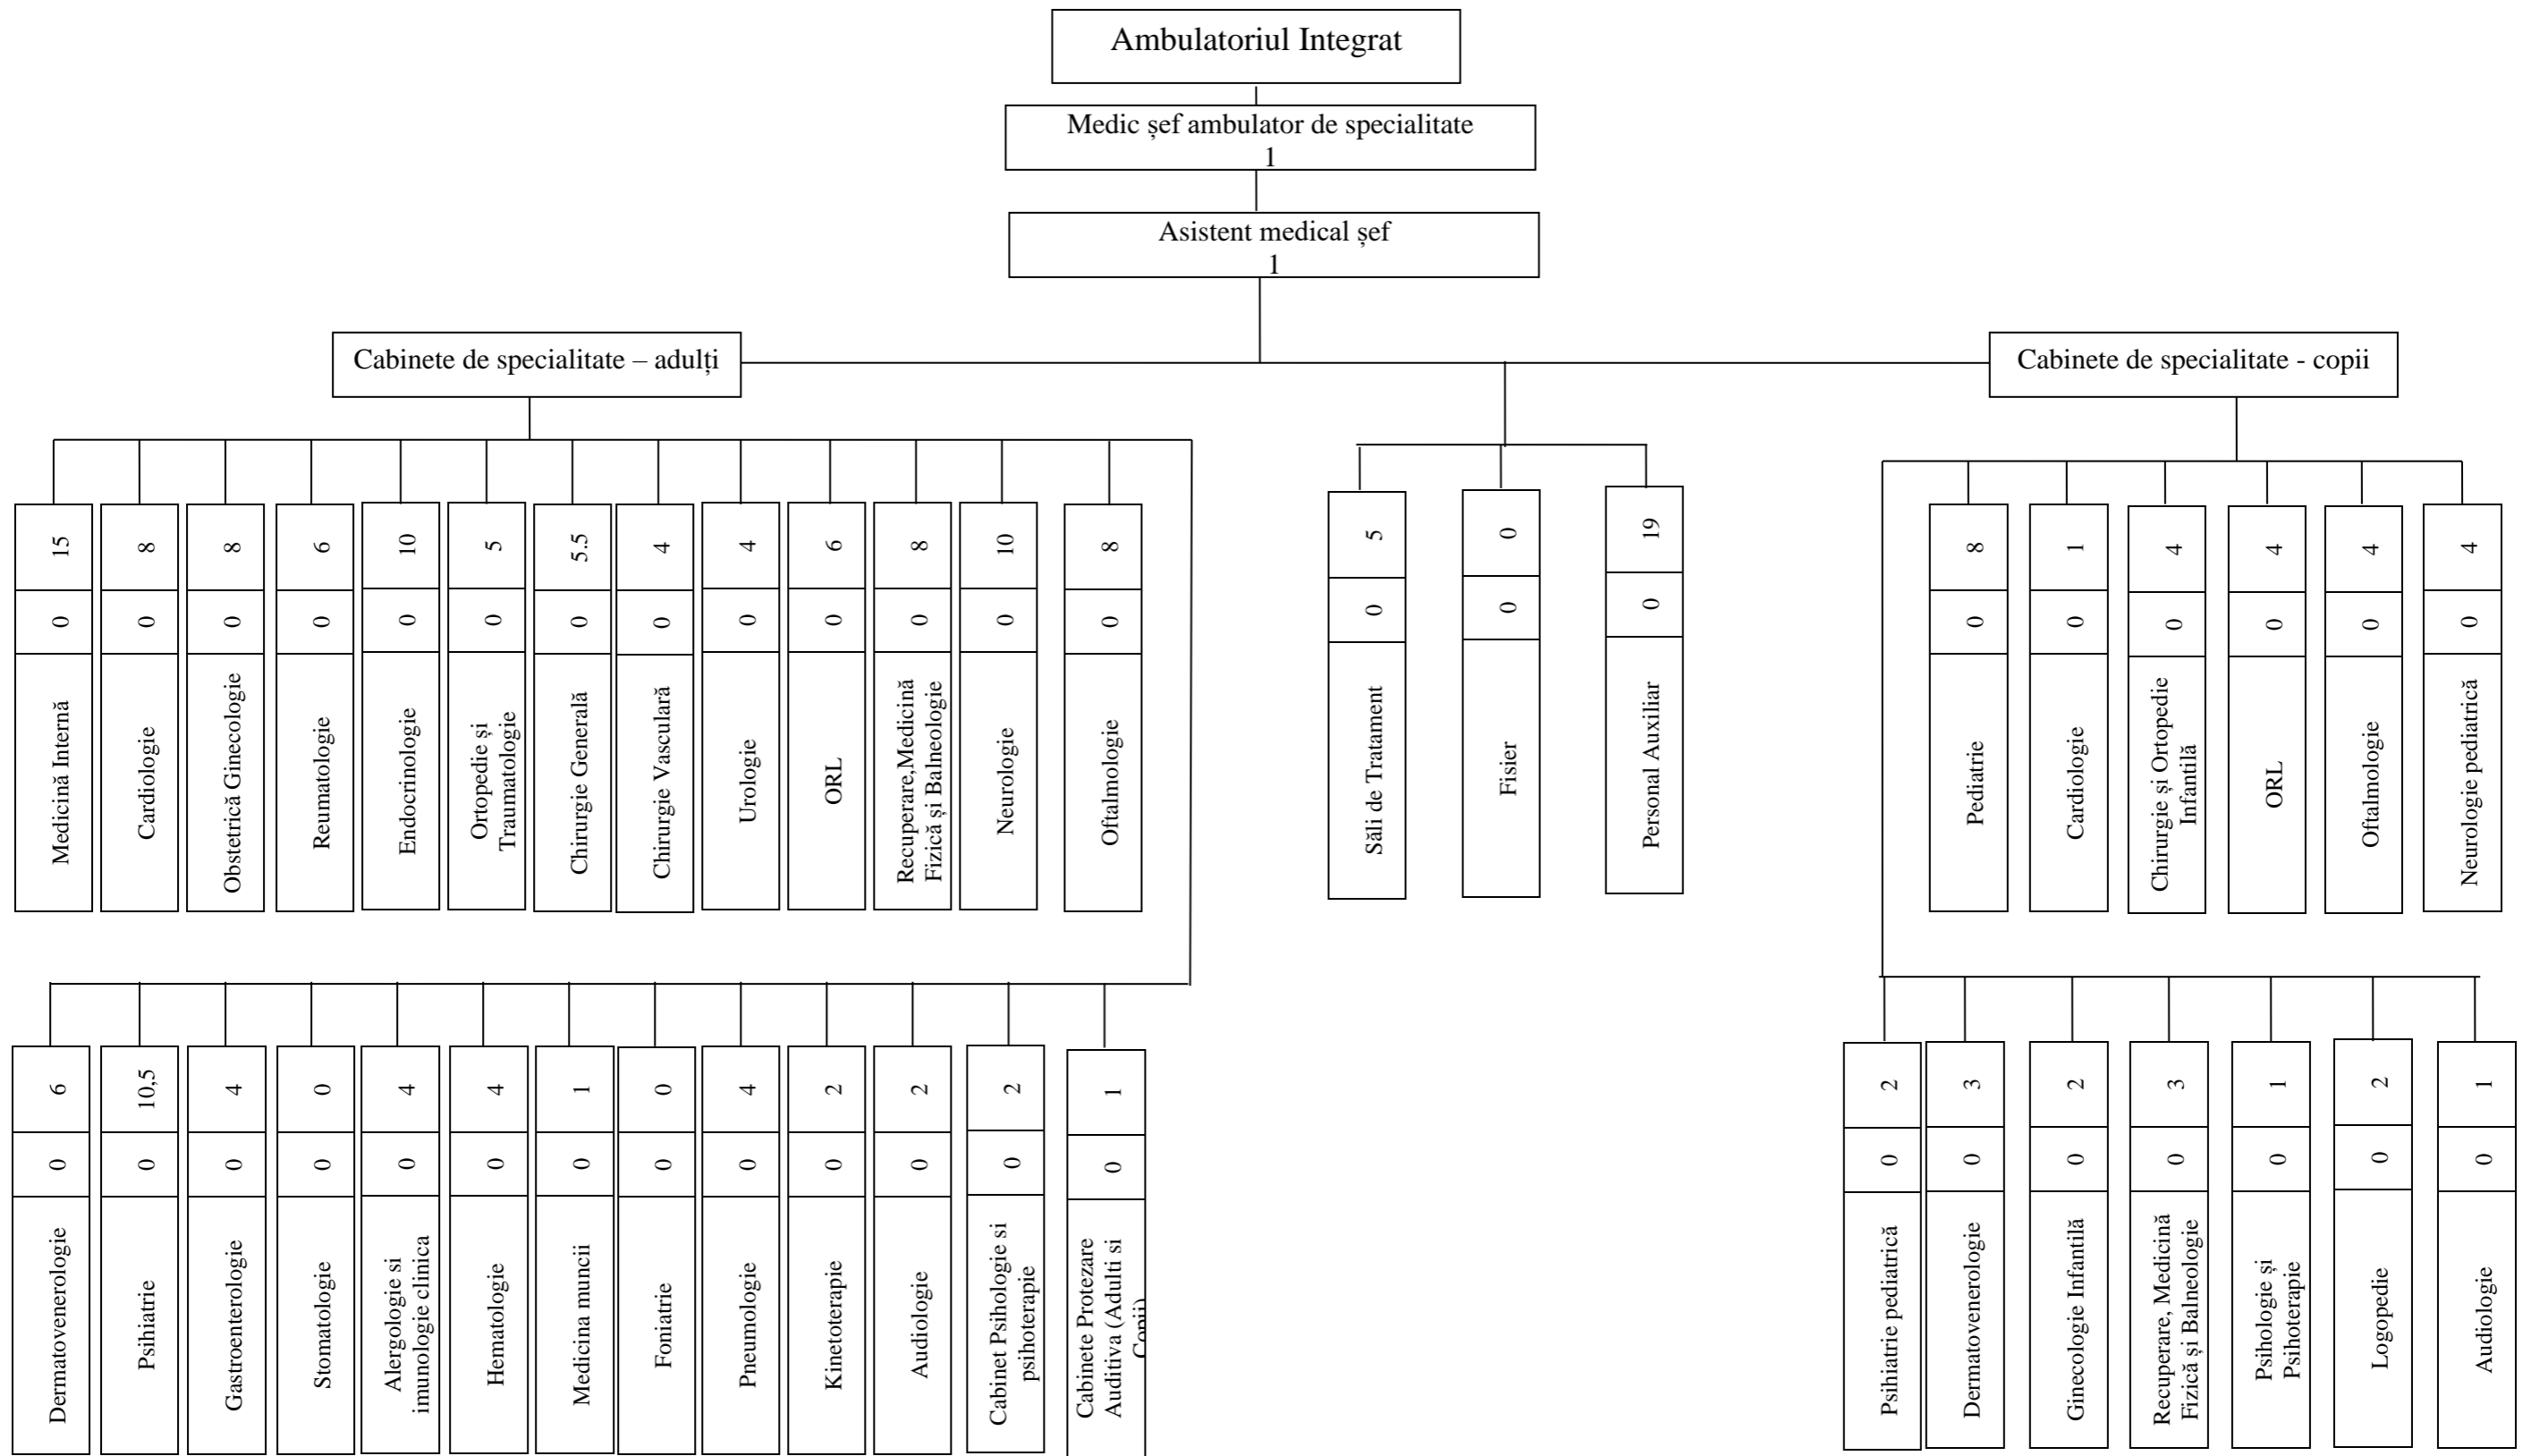 Ambulatoriul Integrat
Medic șef ambulator de specialitate
1
Asistent medical șef
1
Cabinete de specialitate – adulți
Cabinete de specialitate - copii
Medicină Internă
0
15
Cardiologie
0
8
Obstetrică Ginecologie
0
8
Reumatologie
0
6
Endocrinologie
0
10
Ortopedie și
Traumatologie
0
5
Chirurgie Generală
0
5.5
Chirurgie Vasculară
0
4
Urologie
0
4
ORL
0
6
Recuperare,Medicină
Fizică și Balneologie
0
8
Neurologie
0
10
Oftalmologie
0
8
Săli de Tratament
0
5
Fisier
0
0
Personal Auxiliar
0
19
Pediatrie
0
8
Cardiologie
0
1
Chirurgie și Ortopedie
Infantilă
0
4
ORL
0
4
Oftalmologie
0
4
Neurologie pediatrică
0
4
Dermatovenerologie
0
6
Psihiatrie
0
10,5
Gastroenterologie
0
4
Stomatologie
0
0
Alergologie si
imunologie clinica
0
4
Hematologie
0
4
Medicina muncii
0
1
Foniatrie
0
0
Pneumologie
0
4
Kinetoterapie
0
2
Audiologie
0
2
Cabinet Psihologie si
psihoterapie
0
2
Cabinete Protezare
Auditiva (Adulti si
Copii)
0
1
Psihiatrie pediatrică
0
2
Dermatovenerologie
0
3
Ginecologie Infantilă
0
2
Recuperare, Medicină
Fizică și Balneologie
0
3
Psihologie și
Psihoterapie
0
1
Logopedie
0
2
Audiologie
0
1